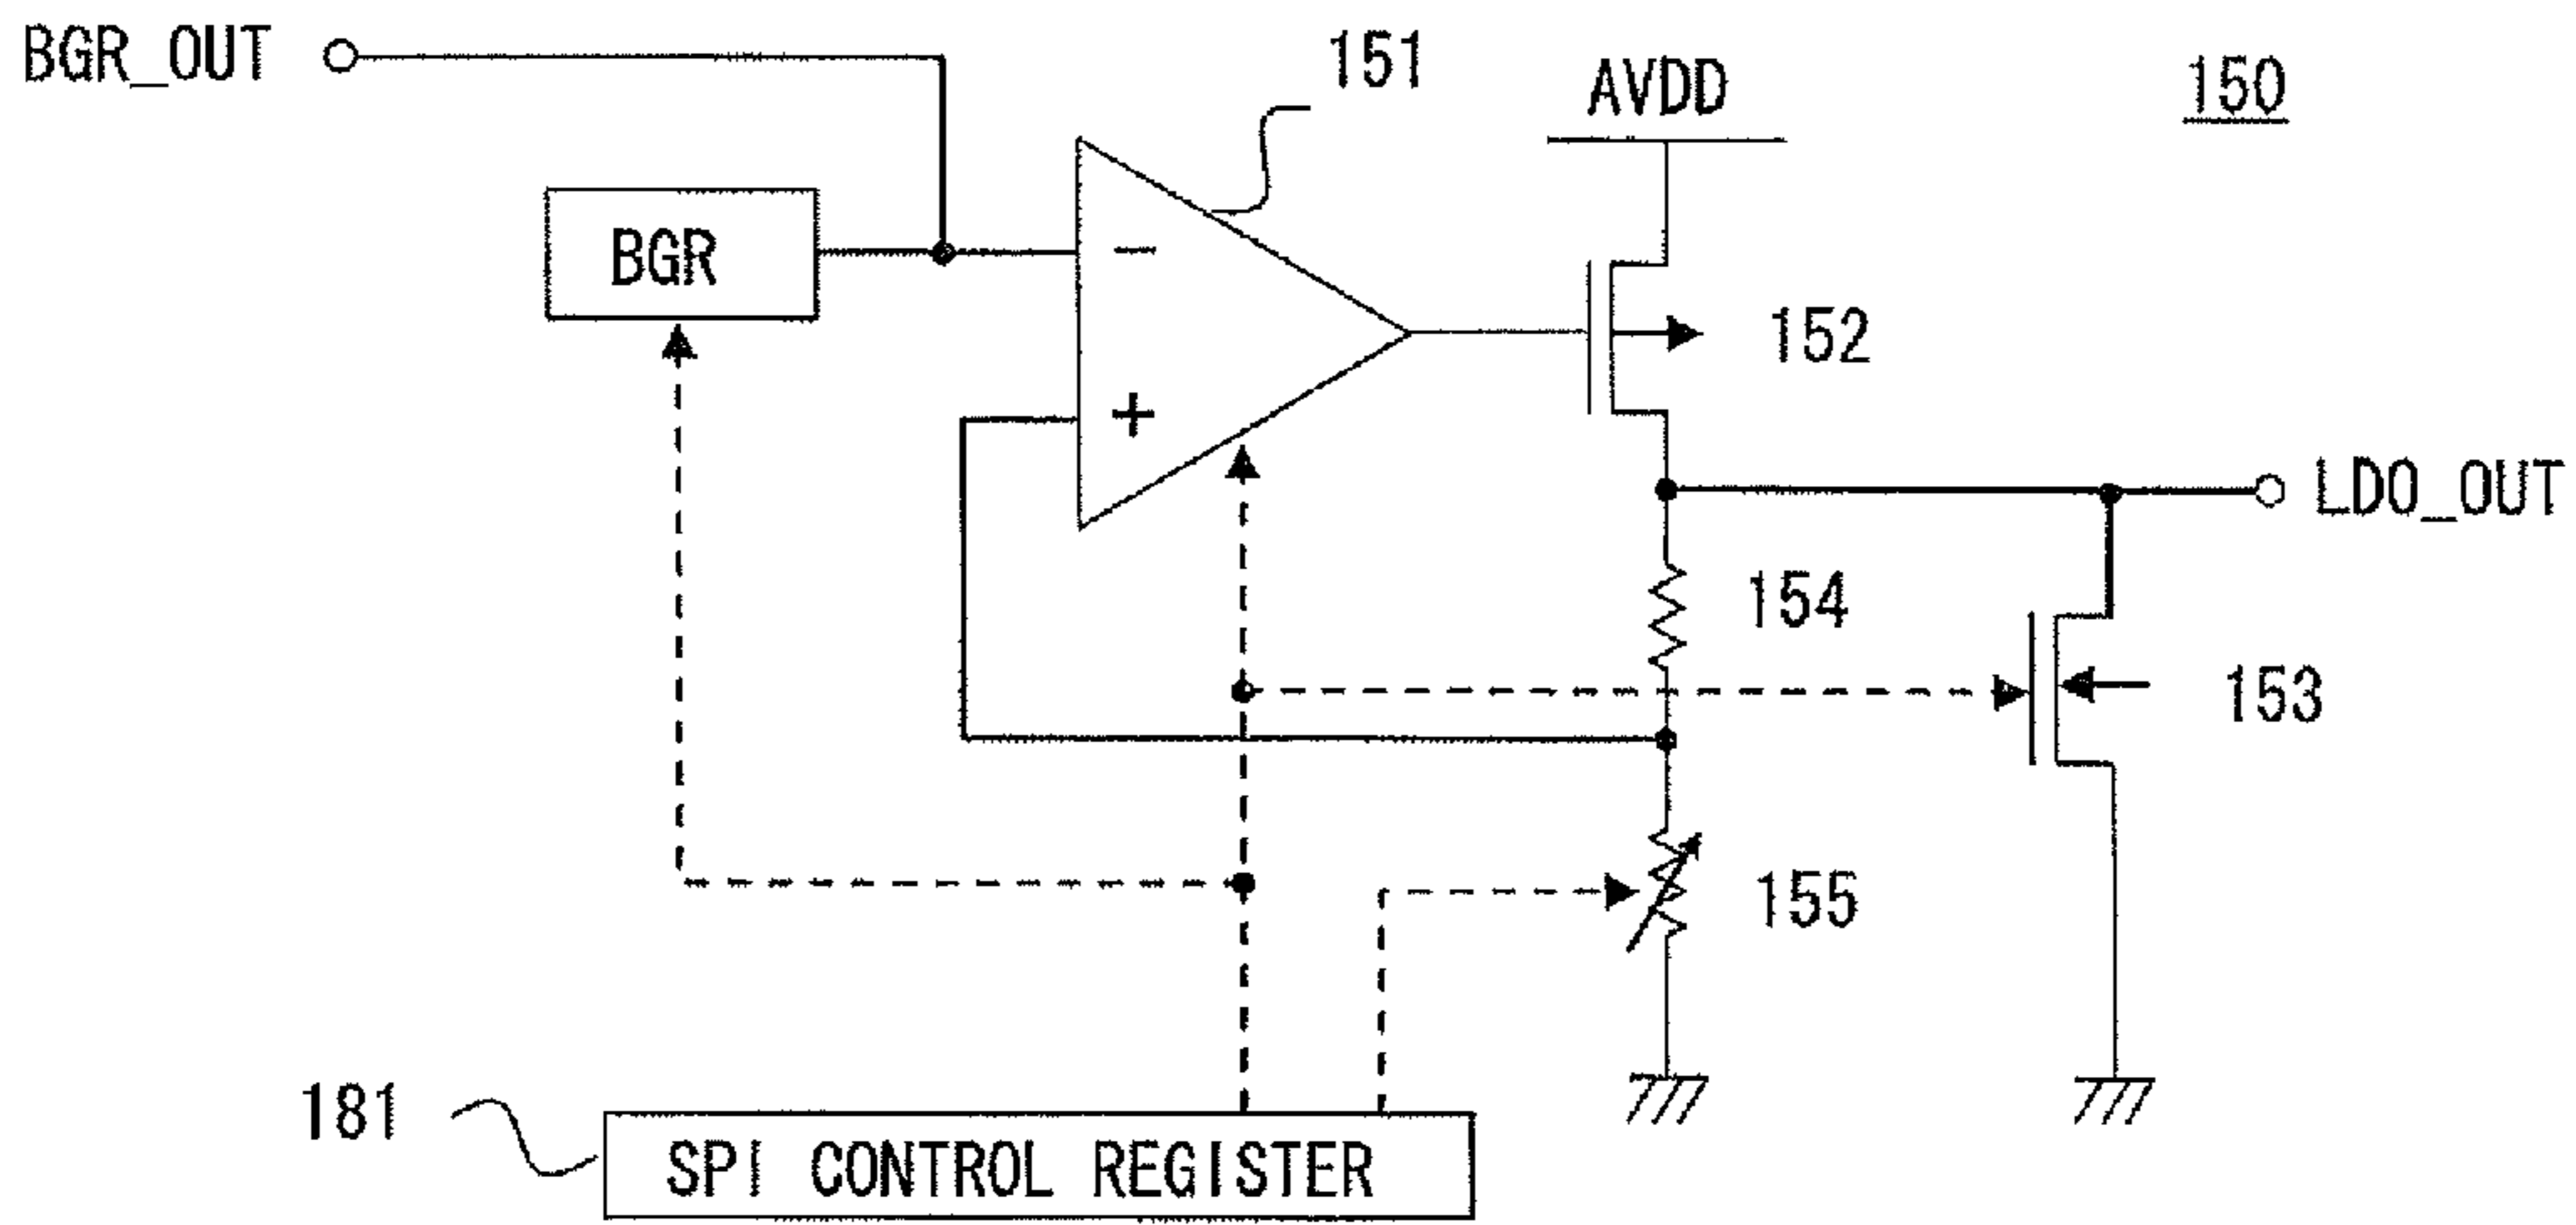 BGR_OUT
151
AVDD
150
BGR
−
152
+
LDO_OUT
154
153
155
181
SPI CONTROL REGISTER